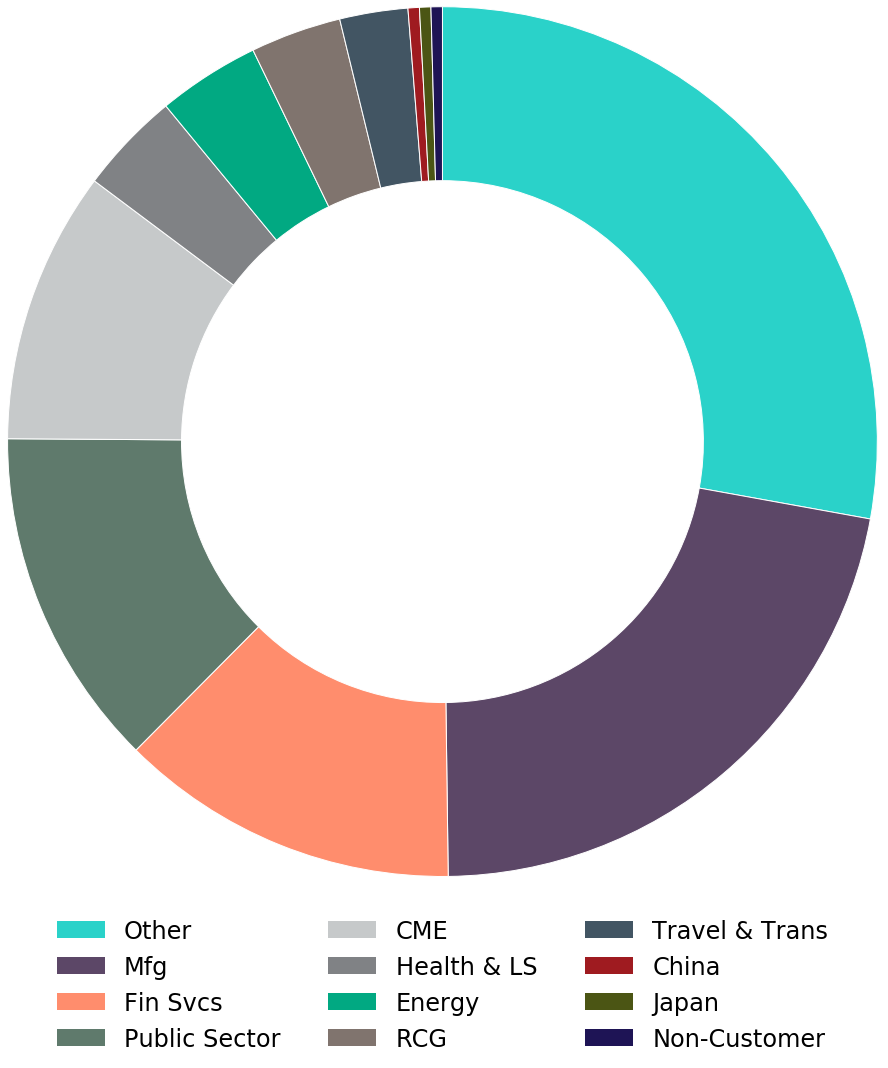 Other
Mfg
Fin Svcs
Public Sector
CME
Health & LS
Energy
RCG
Travel & Trans
China
Japan
Non-Customer